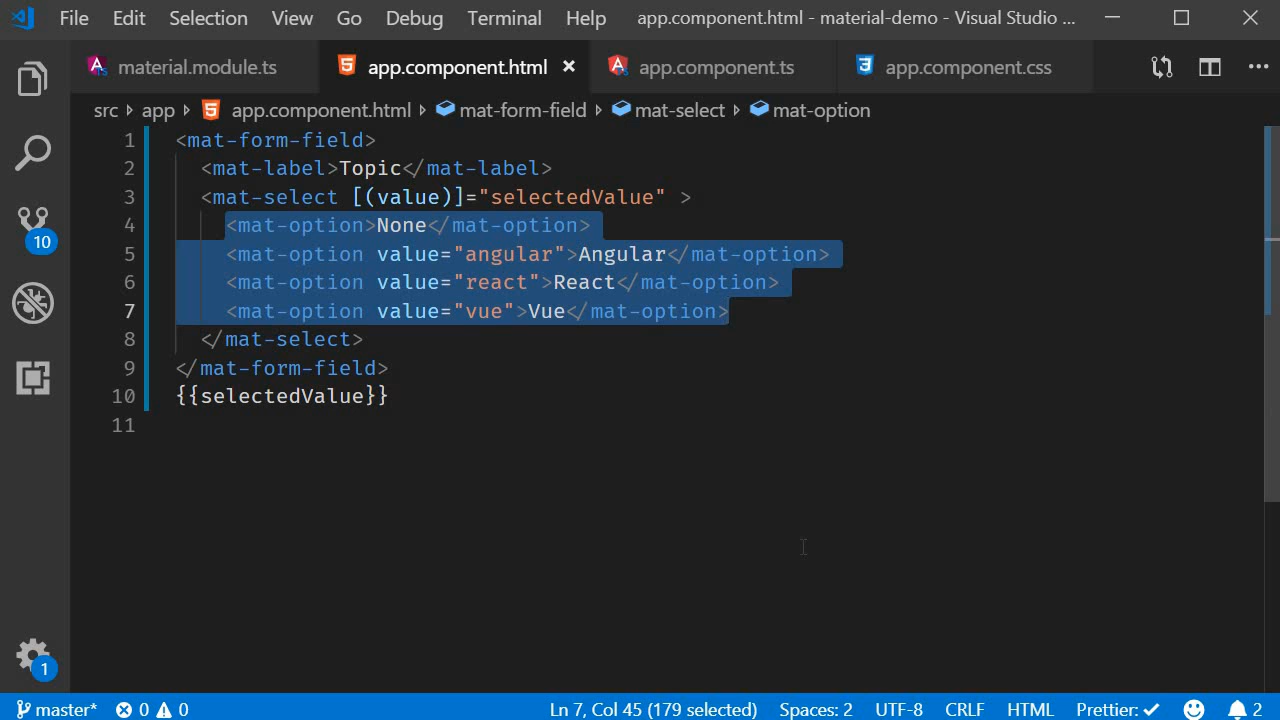 File Edit Selection View Go Debug Terminal Help app.component.html - material-demo - Visual Studio ...
material.module.ts app.component.html app.component.ts app.component.css
src app app.component.html mat-form-field mat-select mat-option
1 <mat-form-field>
2 <mat-label>Topic</mat-label>
3 <mat-select [(value)]="selectedValue" >
4 <mat-option>None</mat-option>
5 <mat-option value="angular">Angular</mat-option>
6 <mat-option value="react">React</mat-option>
7 <mat-option value="vue">Vue</mat-option>
8 </mat-select>
9 </mat-form-field>
10 {{selectedValue}}
11
10
1
master* 0 0 Ln 7, Col 45 (179 selected) Spaces: 2 UTF-8 CRLF HTML Prettier: ✓ 2